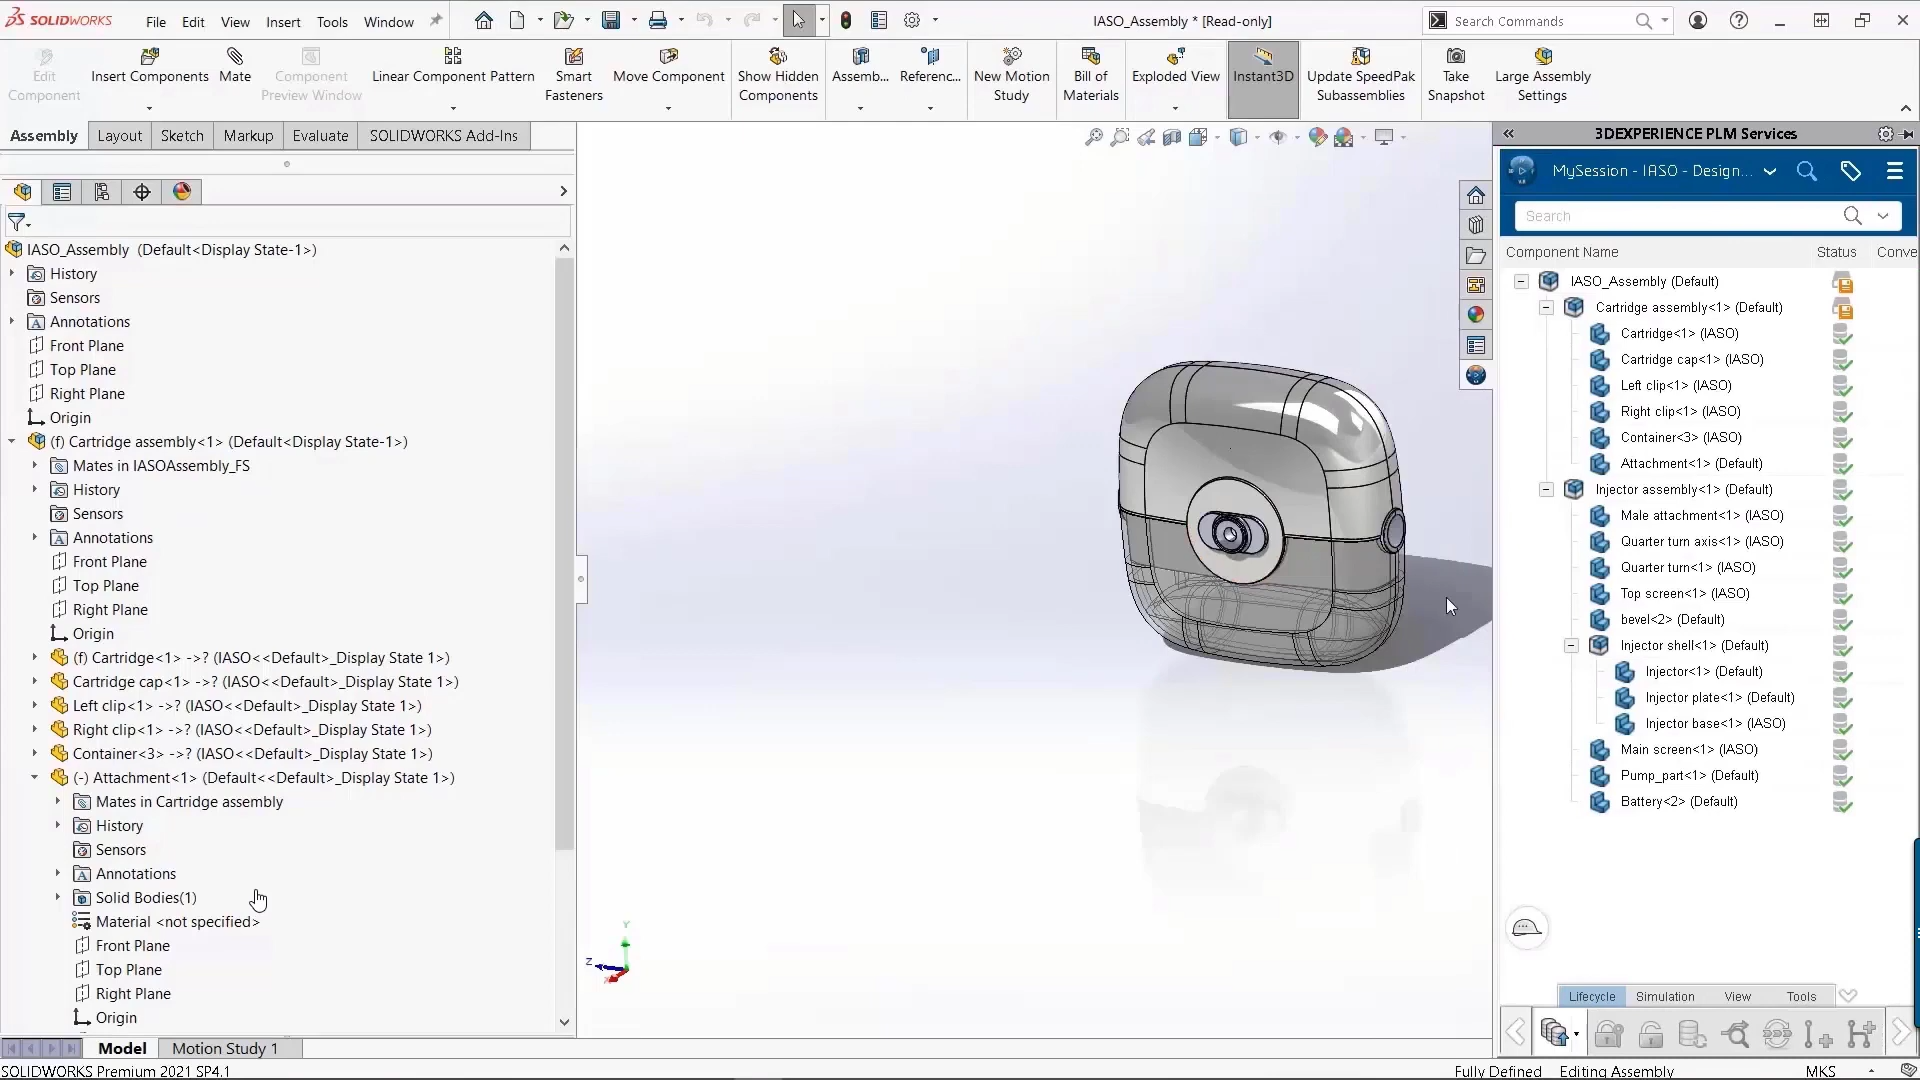 SOLIDWORKS File Edit View Insert Tools Window IASO_Assembly * [Read-only] Search Commands
Edit Component
Insert Components
Mate
Component Preview Window
Linear Component Pattern
Smart Fasteners
Move Component
Show Hidden Components
Assemb...
Referenc...
New Motion Study
Bill of Materials
Exploded View
Instant3D
Update SpeedPak Subassemblies
Take Snapshot
Large Assembly Settings
Assembly Layout Sketch Markup Evaluate SOLIDWORKS Add-Ins
IASO_Assembly (Default<Display State-1>)
History
Sensors
Annotations
Front Plane
Top Plane
Right Plane
Origin
(f) Cartridge assembly<1> (Default<Display State-1>)
Mates in IASOAssembly_FS
History
Sensors
Annotations
Front Plane
Top Plane
Right Plane
Origin
(f) Cartridge<1> ->? (IASO<<Default>_Display State 1>)
Cartridge cap<1> ->? (IASO<<Default>_Display State 1>)
Left clip<1> ->? (IASO<<Default>_Display State 1>)
Right clip<1> ->? (IASO<<Default>_Display State 1>)
Container<3> ->? (IASO<<Default>_Display State 1>)
(-) Attachment<1> (Default<<Default>_Display State 1>)
Mates in Cartridge assembly
History
Sensors
Annotations
Solid Bodies(1)
Material <not specified>
Front Plane
Top Plane
Right Plane
Origin
Y
Z
3DEXPERIENCE PLM Services
MySession - IASO - Design...
Search
Component Name Status Conve
IASO_Assembly (Default)
Cartridge assembly<1> (Default)
Cartridge<1> (IASO)
Cartridge cap<1> (IASO)
Left clip<1> (IASO)
Right clip<1> (IASO)
Container<3> (IASO)
Attachment<1> (Default)
Injector assembly<1> (Default)
Male attachment<1> (IASO)
Quarter turn axis<1> (IASO)
Quarter turn<1> (IASO)
Top screen<1> (IASO)
bevel<2> (Default)
Injector shell<1> (Default)
Injector<1> (Default)
Injector plate<1> (Default)
Injector base<1> (IASO)
Main screen<1> (IASO)
Pump_part<1> (Default)
Battery<2> (Default)
Lifecycle Simulation View Tools
Model Motion Study 1
SOLIDWORKS Premium 2021 SP4.1 Fully Defined Editing Assembly MKS